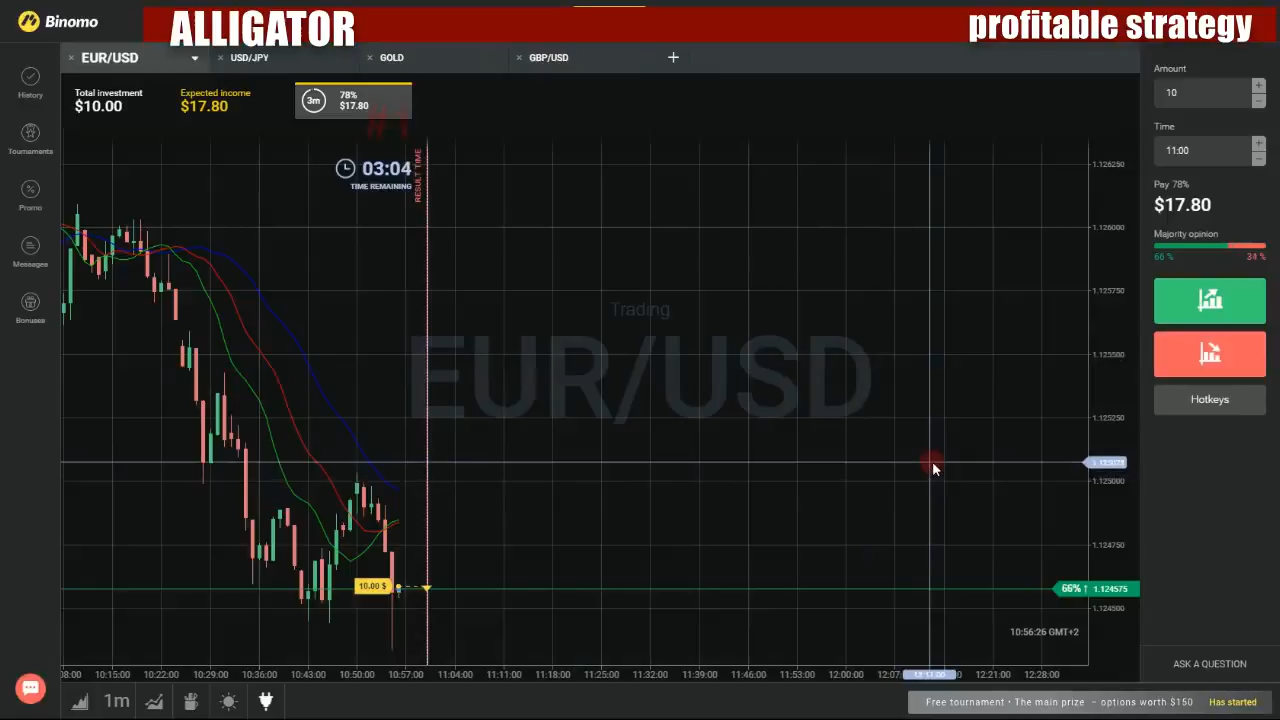 Binomo
ALLIGATOR
profitable strategy
EUR/USD
USD/JPY
GOLD
GBP/USD
Total investment
$10.00
Expected income
$17.80
3m
78%
$17.80
History
Tournaments
Promo
Messages
Bonuses
03:04
TIME REMAINING
RESULT TIME
Trading
EUR/USD
10.00 $
1.126250
1.126000
1.125750
1.125500
1.125250
1.125000
1.124750
66% ↑ 1.124575
1.124500
10:56:26 GMT+2
:08:00 10:15:00 10:22:00 10:29:00 10:36:00 10:43:00 10:50:00 10:57:00 11:04:00 11:11:00 11:18:00 11:25:00 11:32:00 11:39:00 11:46:00 11:53:00 12:00:00 12:07: 12:21:00 12:28:00
1m
Amount
10
Time
11:00
Pay 78%
$17.80
Majority opinion
66 % 34 %
Hotkeys
ASK A QUESTION
Free tournament • The main prize – options worth $150 Has started